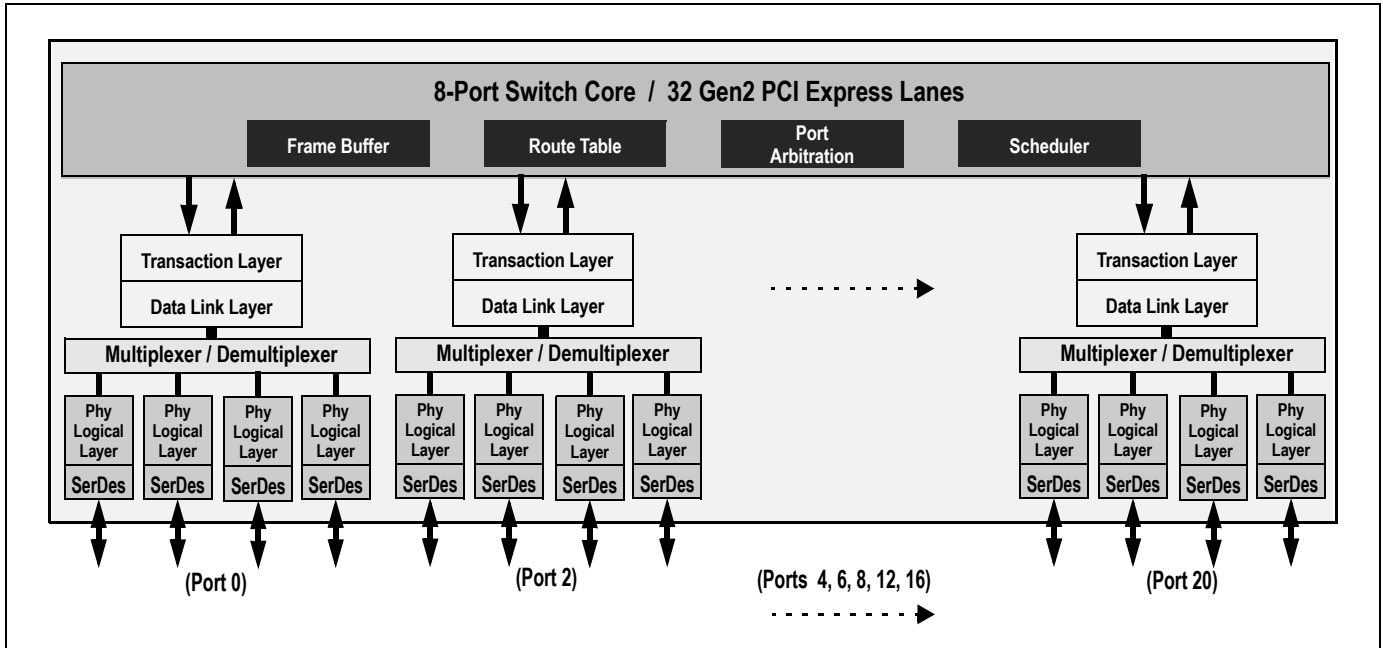 8-Port Switch Core / 32 Gen2 PCI Express Lanes
Frame Buffer
Route Table
Port
Arbitration
Scheduler
Transaction Layer
Data Link Layer
Multiplexer / Demultiplexer
Phy
Logical
Layer
SerDes
Phy
Logical
Layer
SerDes
Phy
Logical
Layer
SerDes
Phy
Logical
Layer
SerDes
(Port 0)
Transaction Layer
Data Link Layer
Multiplexer / Demultiplexer
Phy
Logical
Layer
SerDes
Phy
Logical
Layer
SerDes
Phy
Logical
Layer
SerDes
Phy
Logical
Layer
SerDes
(Port 2)
(Ports 4, 6, 8, 12, 16)
Transaction Layer
Data Link Layer
Multiplexer / Demultiplexer
Phy
Logical
Layer
SerDes
Phy
Logical
Layer
SerDes
Phy
Logical
Layer
SerDes
Phy
Logical
Layer
SerDes
(Port 20)